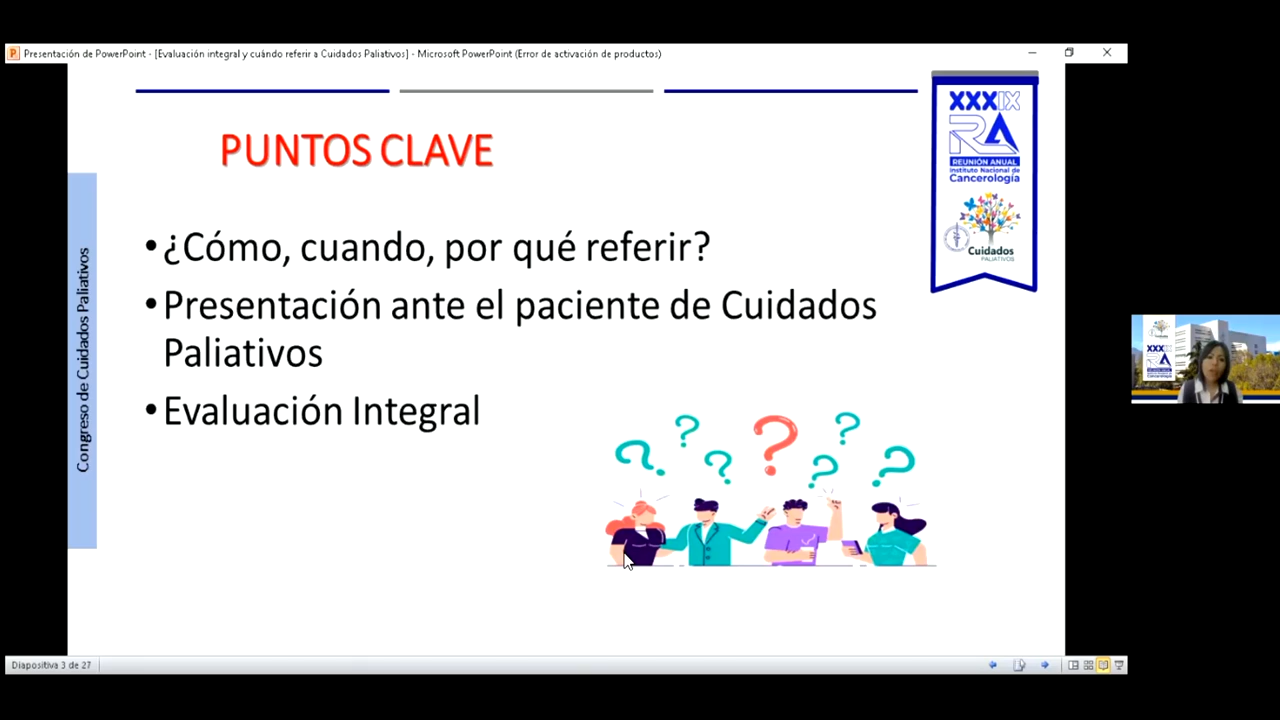 Presentación de PowerPoint - [Evaluación integral y cuándo referir a Cuidados Paliativos] - Microsoft PowerPoint (Error de activación de productos)
PUNTOS CLAVE
•¿Cómo, cuando, por qué referir?
•Presentación ante el paciente de Cuidados
Paliativos
•Evaluación Integral
Congreso de Cuidados Paliativos
XXXIX
RA
REUNIÓN ANUAL
Instituto Nacional de
Cancerología
Cuidados
PALIATIVOS
XXXIX
RA
Diapositiva 3 de 27